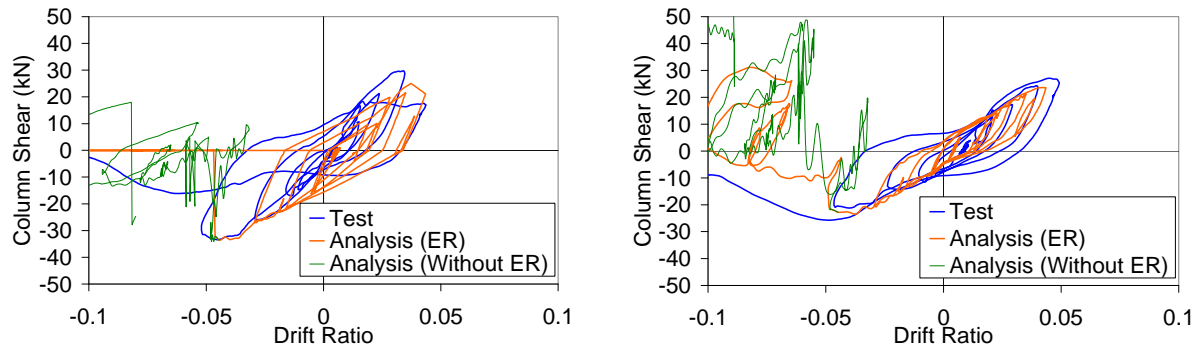 50
40
30
20
10
0
-10
-20
-30
-40
-50
Column Shear (kN)
Test
Analysis (ER)
Analysis (Without ER)
-0.1 -0.05 0 0.05 0.1
Drift Ratio
50
40
30
20
10
0
-10
-20
-30
-40
-50
Column Shear (kN)
Test
Analysis (ER)
Analysis (Without ER)
-0.1 -0.05 0 0.05 0.1
Drift Ratio